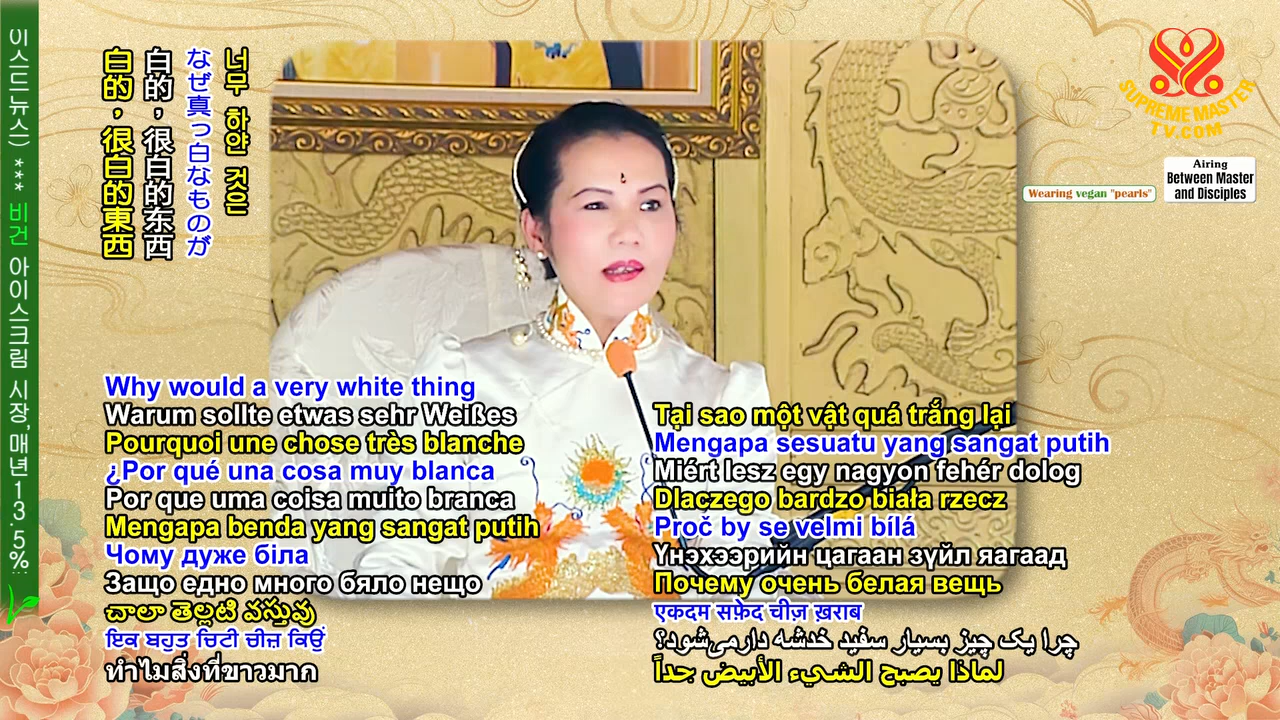 이스드 뉴스) *** 비건 아이스크림 시장, 매년 13.5%
白的，很白的東西
白的，很白的东西
なぜ真っ白なものが
너무 하얀 것은
SUPREME MASTER
TV.COM
Airing
Between Master
and Disciples
Wearing vegan "pearls"
Why would a very white thing
Warum sollte etwas sehr Weißes
Pourquoi une chose très blanche
¿Por qué una cosa muy blanca
Por que uma coisa muito branca
Mengapa benda yang sangat putih
Чому дуже біла
Защо едно много бяло нещо
చాలా తెల్లటి వస్తువు
ਇਕ ਬਹੁਤ ਚਿਟੀ ਚੀਜ਼ ਕਿਉਂ
ทำไมสิ่งที่ขาวมาก
Tại sao một vật quá trắng lại
Mengapa sesuatu yang sangat putih
Miért lesz egy nagyon fehér dolog
Dlaczego bardzo biała rzecz
Proč by se velmi bílá
Үнэхээрийн цагаан зүйл яагаад
Почему очень белая вещь
एकदम सफ़ेद चीज़ ख़राब
چرا یک چیز بسیار سفید خدشه دارمی‌شود؟
لماذا يصبح الشيء الأبيض جداً